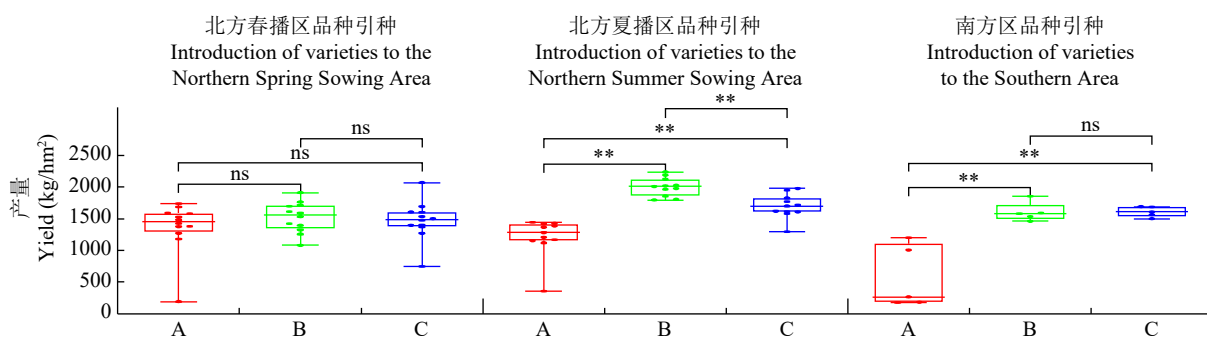 北方春播区品种引种
Introduction of varieties to the
Northern Spring Sowing Area
北方夏播区品种引种
Introduction of varieties to the
Northern Summer Sowing Area
南方区品种引种
Introduction of varieties
to the Southern Area
产量
Yield (kg/hm²)
2500
2000
1500
1000
500
0
ns
ns
ns
**
**
**
ns
**
**
A
B
C
A
B
C
A
B
C